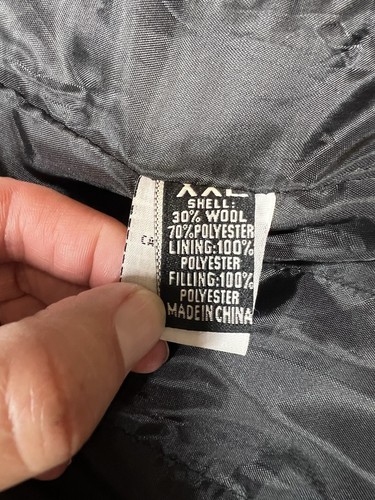 XXL
SHELL:
30% WOOL
70%POLYESTER
LINING:100%
POLYESTER
FILLING:100%
POLYESTER
MADE IN CHINA